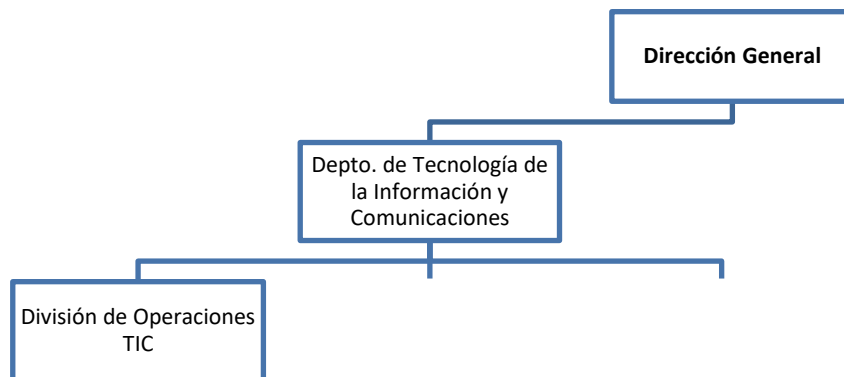 Dirección General
Depto. de Tecnología de
la Información y
Comunicaciones
División de Operaciones
TIC